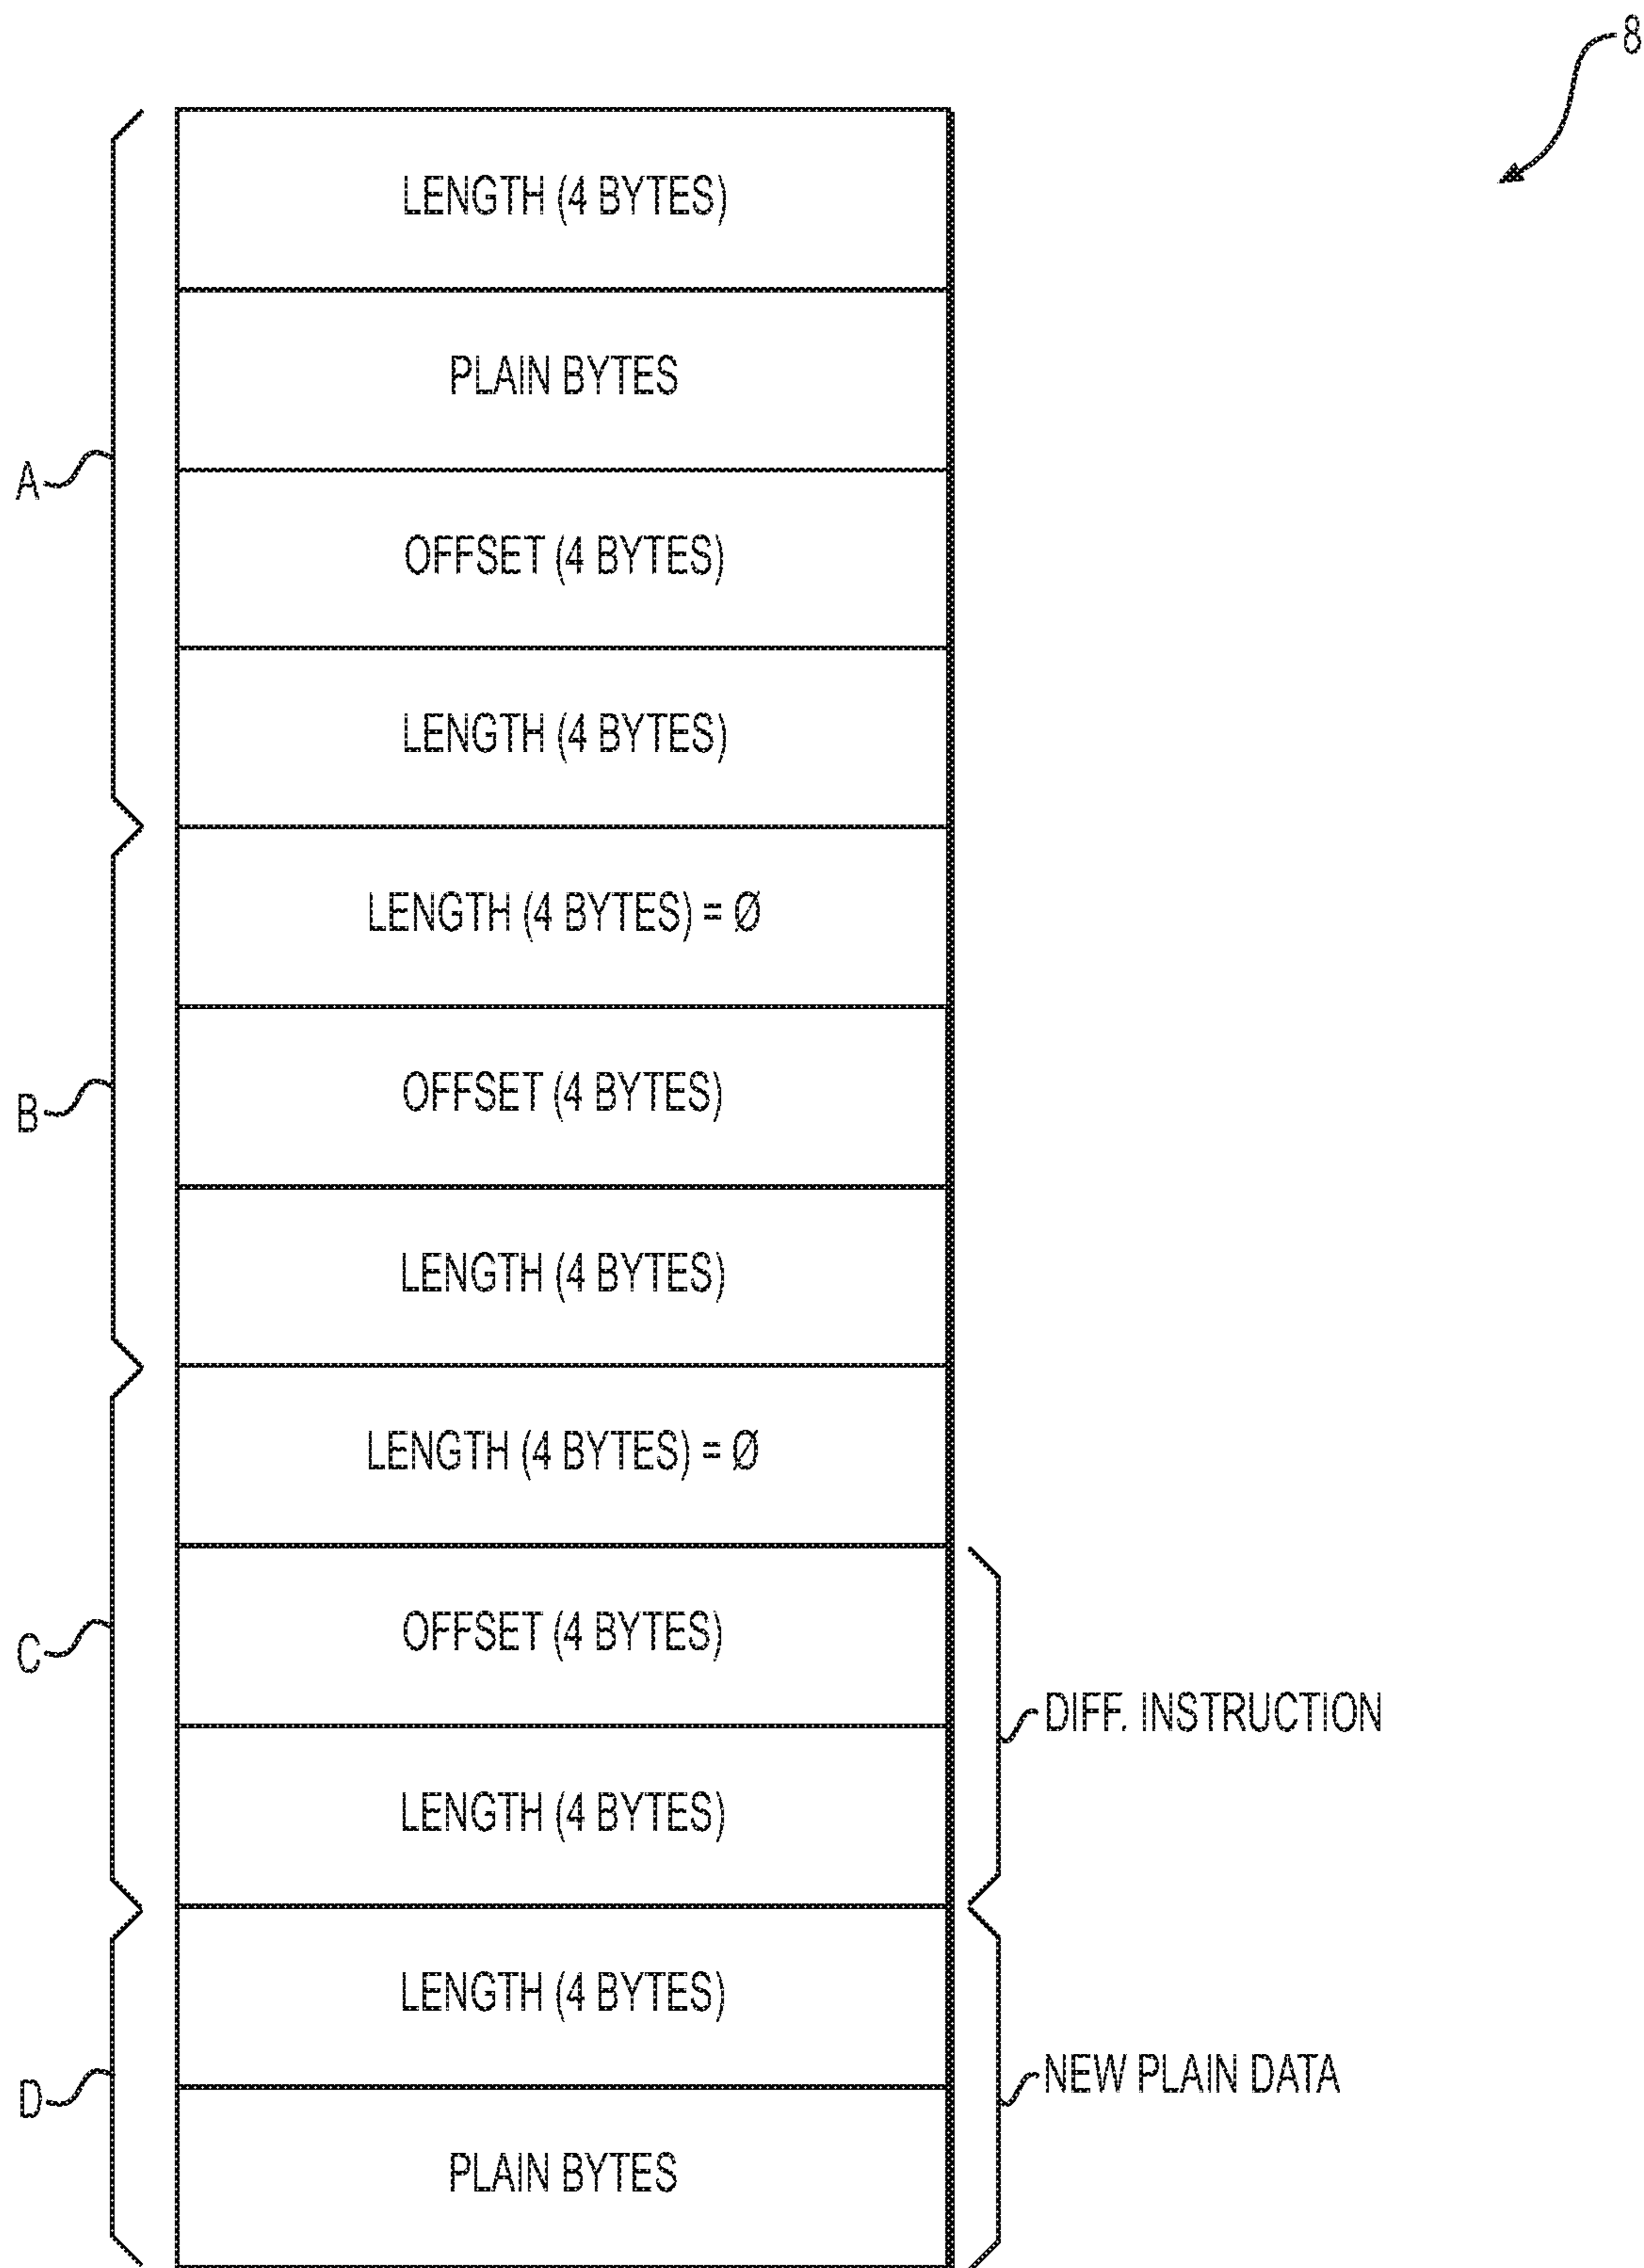 8
LENGTH (4 BYTES)
PLAIN BYTES
A
OFFSET (4 BYTES)
LENGTH (4 BYTES)
LENGTH (4 BYTES) = Ø
OFFSET (4 BYTES)
B
LENGTH (4 BYTES)
LENGTH (4 BYTES) = Ø
OFFSET (4 BYTES)
C
DIFF. INSTRUCTION
LENGTH (4 BYTES)
LENGTH (4 BYTES)
NEW PLAIN DATA
D
PLAIN BYTES